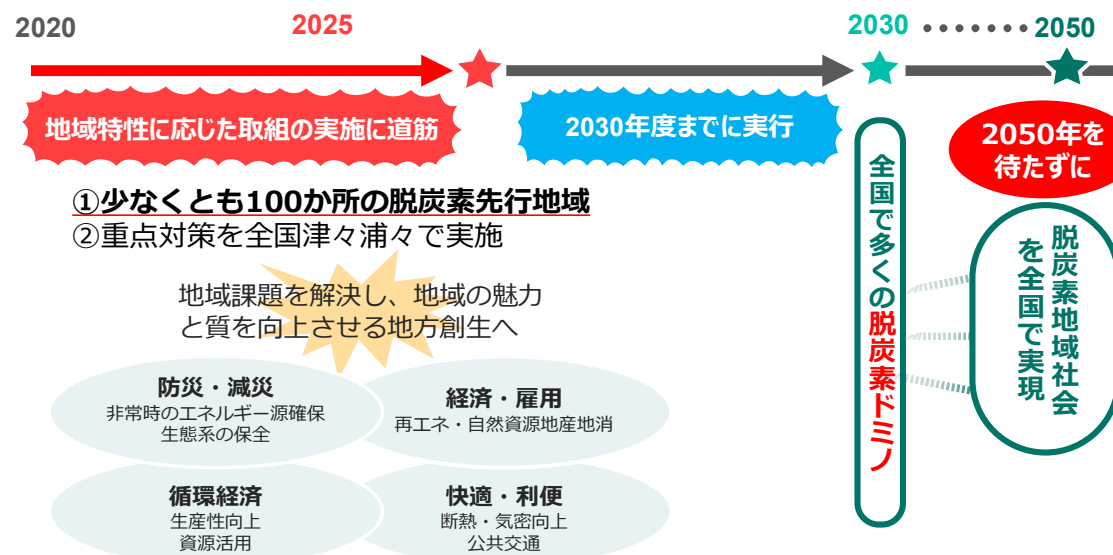 2020
2025
2030
2050
地域特性に応じた取組の実施に道筋
2030年度までに実行
2050年を
待たずに
①少なくとも100か所の脱炭素先行地域
②重点対策を全国津々浦々で実施
地域課題を解決し、地域の魅力
と質を向上させる地方創生へ
防災・減災
非常時のエネルギー源確保
生態系の保全
経済・雇用
再エネ・自然資源地産地消
循環経済
生産性向上
資源活用
快適・利便
断熱・気密向上
公共交通
全国で多くの脱炭素ドミノ
脱炭素地域社会
を全国で実現